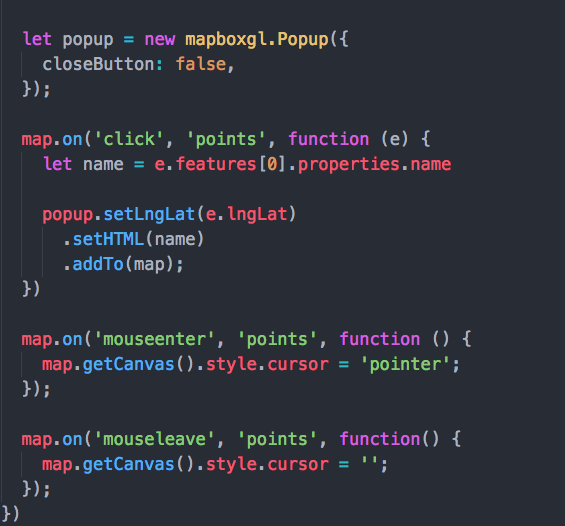 let popup = new mapboxgl.Popup({
  closeButton: false,
});

map.on('click', 'points', function (e) {
  let name = e.features[0].properties.name

  popup.setLngLat(e.lngLat)
    .setHTML(name)
    .addTo(map);
})

map.on('mouseenter', 'points', function () {
  map.getCanvas().style.cursor = 'pointer';
});

map.on('mouseleave', 'points', function() {
  map.getCanvas().style.cursor = '';
});
})